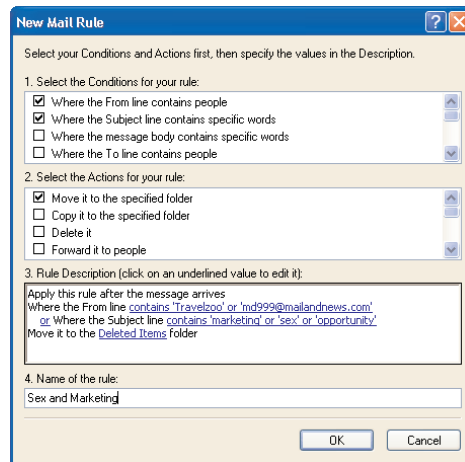 New Mail Rule
Select your Conditions and Actions first, then specify the values in the Description.
1. Select the Conditions for your rule:
Where the From line contains people
Where the Subject line contains specific words
Where the message body contains specific words
Where the To line contains people
2. Select the Actions for your rule:
Move it to the specified folder
Copy it to the specified folder
Delete it
Forward it to people
3. Rule Description (click on an underlined value to edit it):
Apply this rule after the message arrives
Where the From line contains 'Travelzoo' or 'md999@mailandnews.com'
or Where the Subject line contains 'marketing' or 'sex' or 'opportunity'
Move it to the Deleted Items folder
4. Name of the rule:
Sex and Marketing
OK Cancel